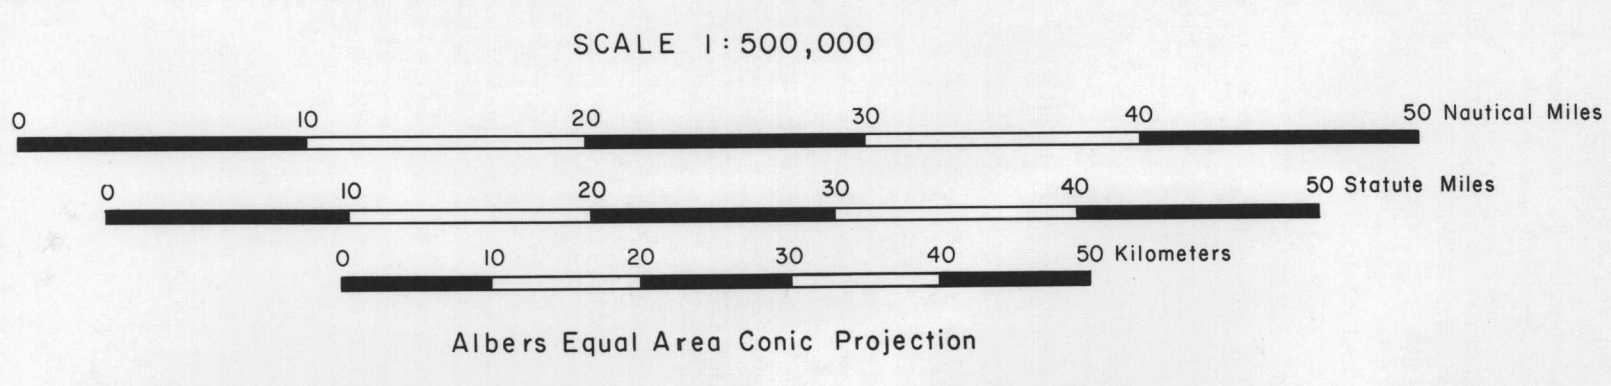 SCALE 1:500,000
0 10 20 30 40 50 Nautical Miles
0 10 20 30 40 50 Statute Miles
0 10 20 30 40 50 Kilometers
Albers Equal Area Conic Projection